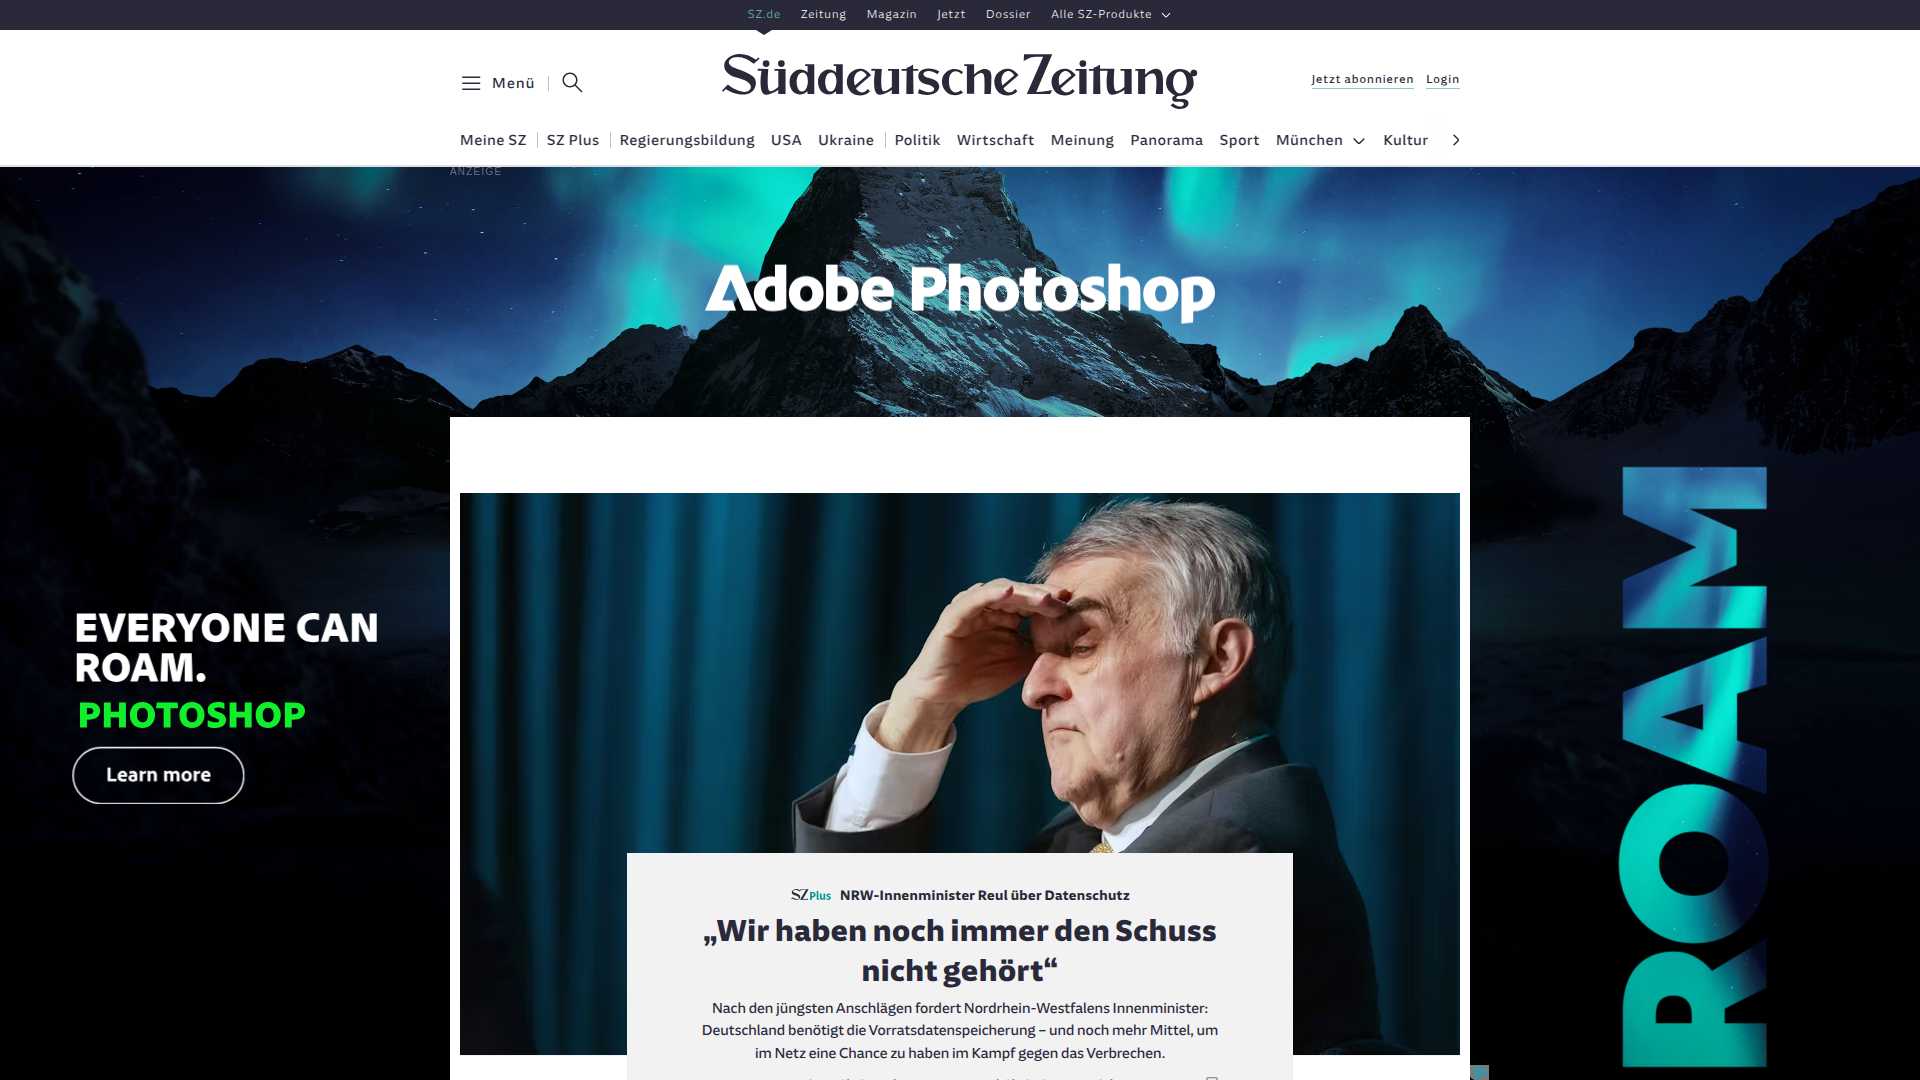 SZ.de Zeitung Magazin Jetzt Dossier Alle SZ-Produkte
Menü
Süddeutsche Zeitung
Jetzt abonnieren Login
Meine SZ SZ Plus Regierungsbildung USA Ukraine Politik Wirtschaft Meinung Panorama Sport München Kultur
ANZEIGE
Adobe Photoshop
EVERYONE CAN
ROAM.
PHOTOSHOP
Learn more
ROAM
SZ Plus NRW-Innenminister Reul über Datenschutz
„Wir haben noch immer den Schuss
nicht gehört“
Nach den jüngsten Anschlägen fordert Nordrhein-Westfalens Innenminister:
Deutschland benötigt die Vorratsdatenspeicherung – und noch mehr Mittel, um
im Netz eine Chance zu haben im Kampf gegen das Verbrechen.